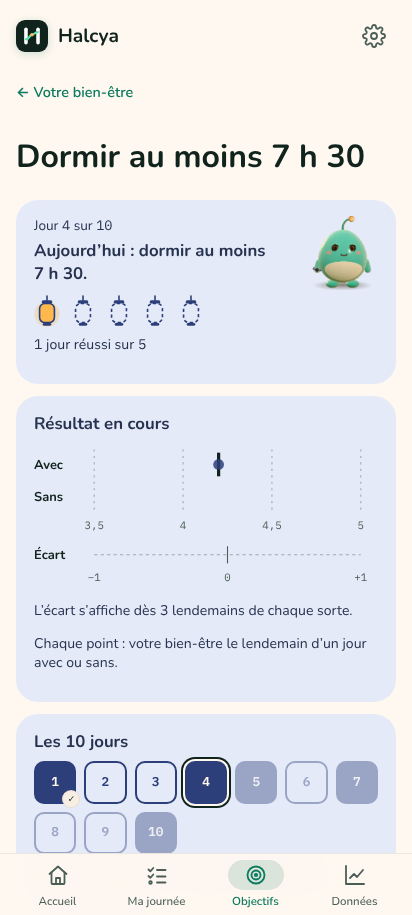 Halcya
← Votre bien-être
Dormir au moins 7 h 30
Jour 4 sur 10
Aujourd’hui : dormir au moins
7 h 30.
1 jour réussi sur 5
Résultat en cours
Avec
Sans
3,5 4 4,5 5
Écart
−1 0 +1
L’écart s’affiche dès 3 lendemains de chaque sorte.
Chaque point : votre bien-être le lendemain d’un jour
avec ou sans.
Les 10 jours
1 2 3 4 5 6 7
8 9 10
Accueil Ma journée Objectifs Données